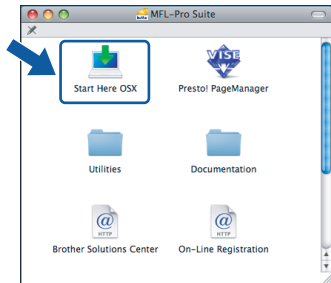 MFL-Pro Suite
Start Here OSX
VISE
Presto! PageManager
Utilities
Documentation
@
HTTP
@
HTTP
Brother Solutions Center
On-Line Registration